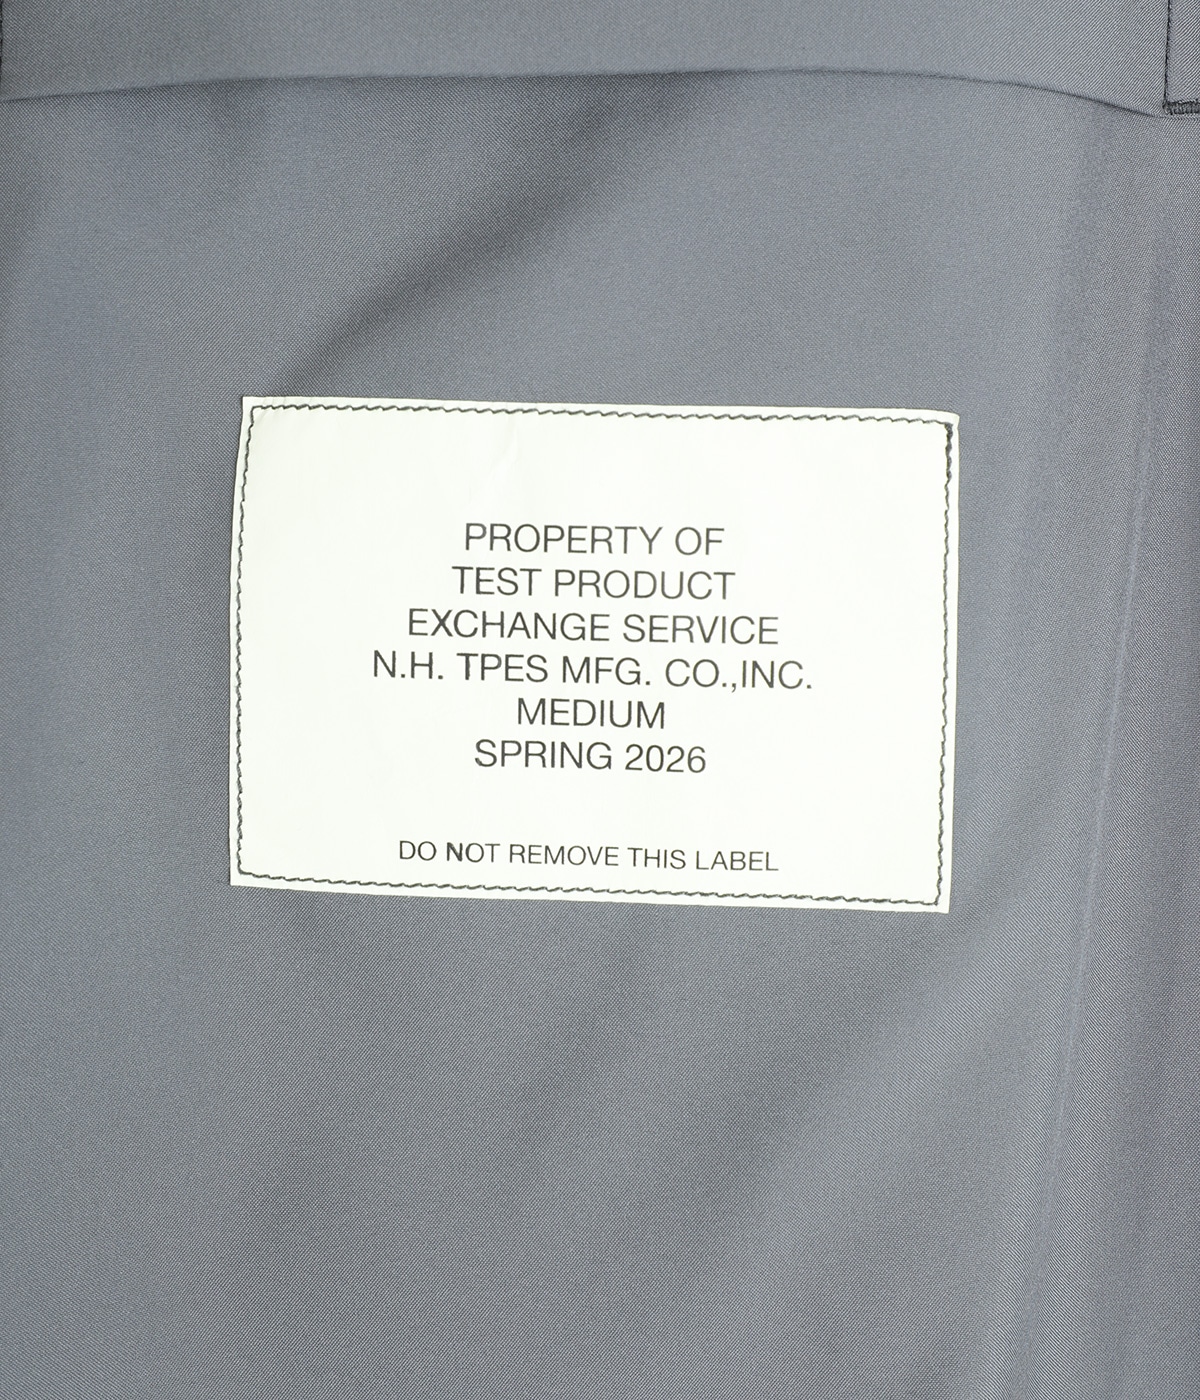 PROPERTY OF
TEST PRODUCT
EXCHANGE SERVICE
N.H. TPES MFG. CO.,INC.
MEDIUM
SPRING 2026
DO NOT REMOVE THIS LABEL